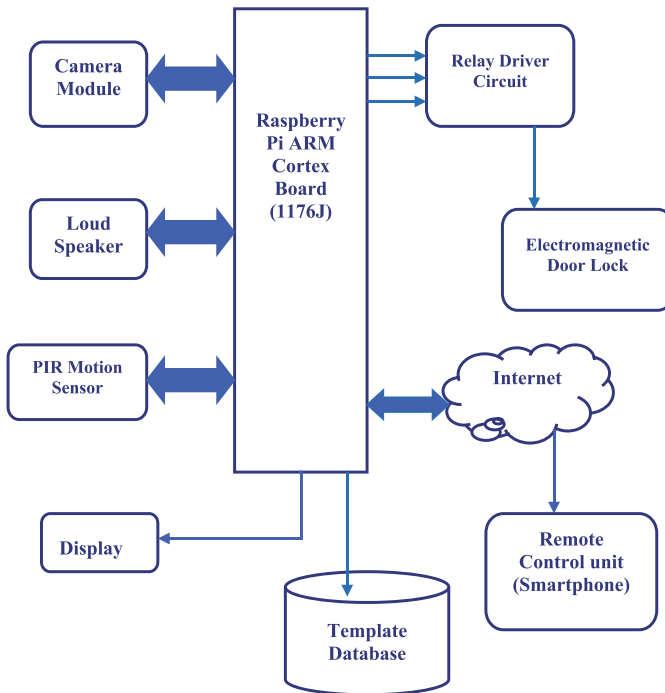 Camera
Module
Relay Driver
Circuit
Raspberry
Pi ARM
Cortex
Board
(1176J)
Loud
Speaker
Electromagnetic
Door Lock
PIR Motion
Sensor
Internet
Display
Remote
Control unit
(Smartphone)
Template
Database